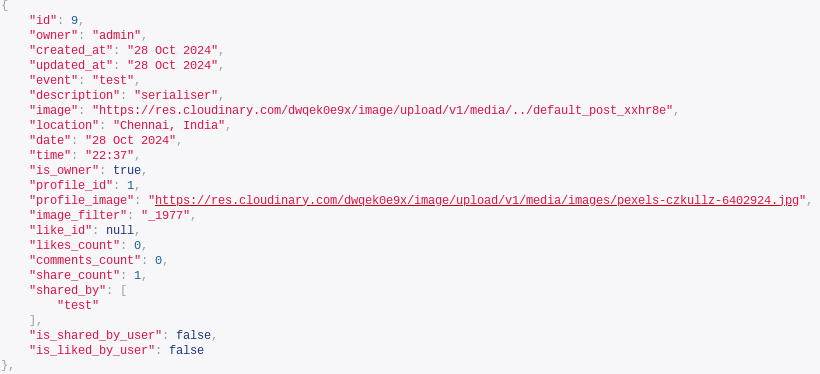 {
    "id": 9,
    "owner": "admin",
    "created_at": "28 Oct 2024",
    "updated_at": "28 Oct 2024",
    "event": "test",
    "description": "serialiser",
    "image": "https://res.cloudinary.com/dwqek0e9x/image/upload/v1/media/../default_post_xxhr8e",
    "location": "Chennai, India",
    "date": "28 Oct 2024",
    "time": "22:37",
    "is_owner": true,
    "profile_id": 1,
    "profile_image": "https://res.cloudinary.com/dwqek0e9x/image/upload/v1/media/images/pexels-czkullz-6402924.jpg",
    "image_filter": "_1977",
    "like_id": null,
    "likes_count": 0,
    "comments_count": 0,
    "share_count": 1,
    "shared_by": [
        "test"
    ],
    "is_shared_by_user": false,
    "is_liked_by_user": false
},